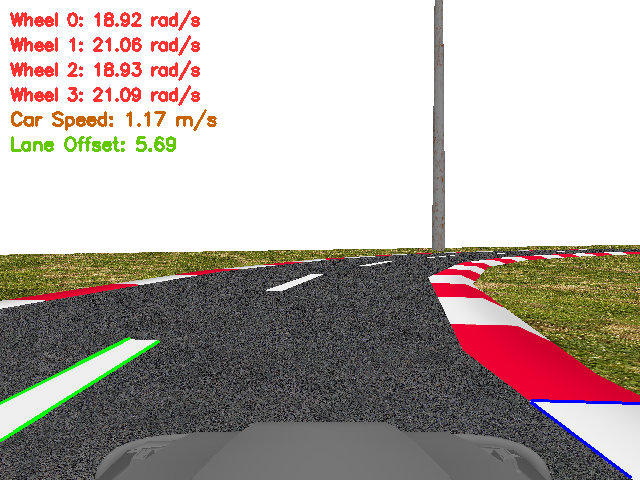 Wheel 0: 18.92 rad/s
Wheel 1: 21.06 rad/s
Wheel 2: 18.93 rad/s
Wheel 3: 21.09 rad/s
Car Speed: 1.17 m/s
Lane Offset: 5.69